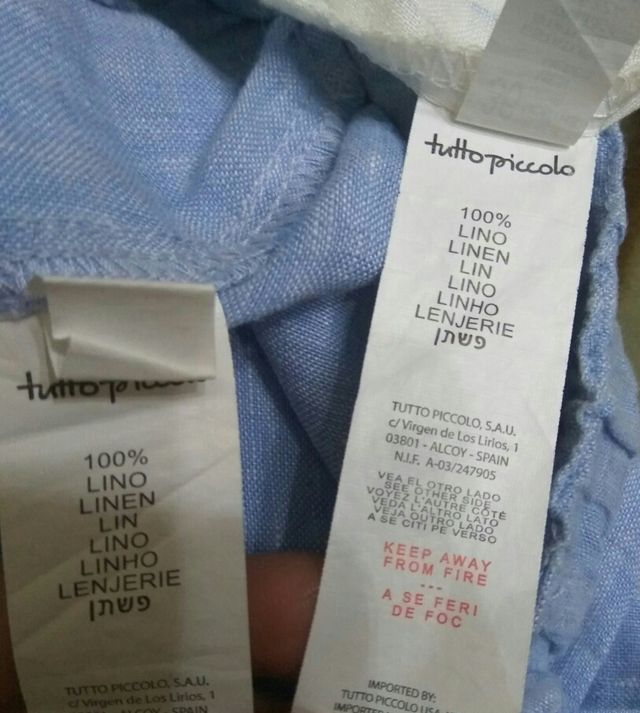 tutto piccolo
100%
LINO
LINEN
LIN
LINO
LINHO
LENJERIE
פשתן
TUTTO PICCOLO, S.A.U.
c/ Virgen de Los Lirios, 1
tutto piccolo
100%
LINO
LINEN
LIN
LINO
LINHO
LENJERIE
פשתן
TUTTO PICCOLO, S.A.U.
c/ Virgen de Los Lirios, 1
03801 - ALCOY - SPAIN
N.I.F. A-03/247905
VEA EL OTRO LADO
SEE OTHER SIDE
VOYEZ L'AUTRE CÔTÉ
VEDA L'ALTRO LATO
VEJA OUTRO LADO
A SE CITI PE VERSO
KEEP AWAY
FROM FIRE
---
A SE FERI
DE FOC
IMPORTED BY:
TUTTO PICCOLO USA